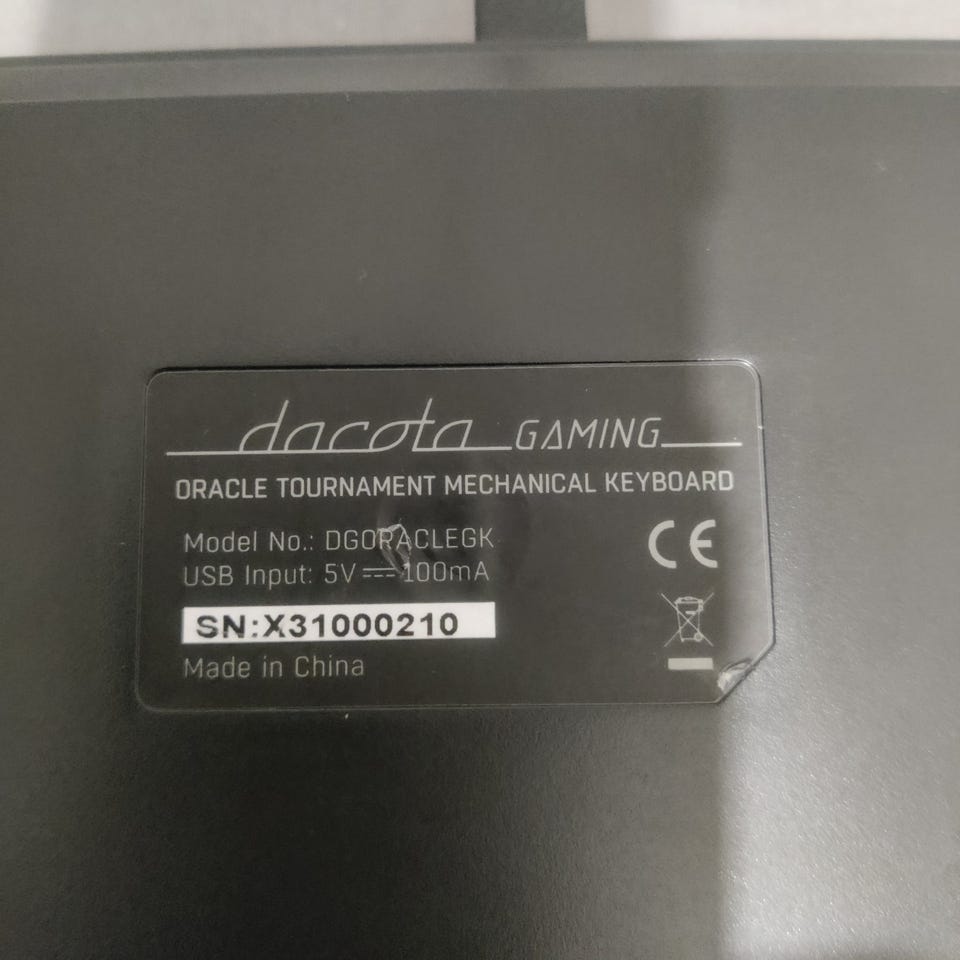 dacota GAMING
ORACLE TOURNAMENT MECHANICAL KEYBOARD
Model No.: DGORACLEGK
USB Input: 5V ⎓ 100mA
SN:X31000210
Made in China
CE